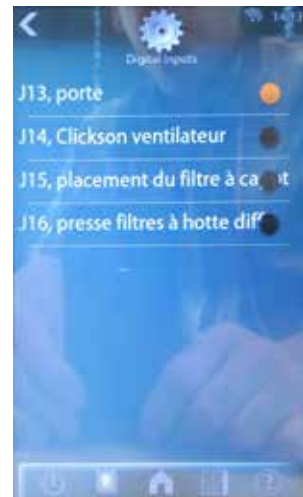 Digital Inputs
J13, porte
J14, Clickson ventilateur
J15, placement du filtre à ca
J16, presse filtres à hotte diff